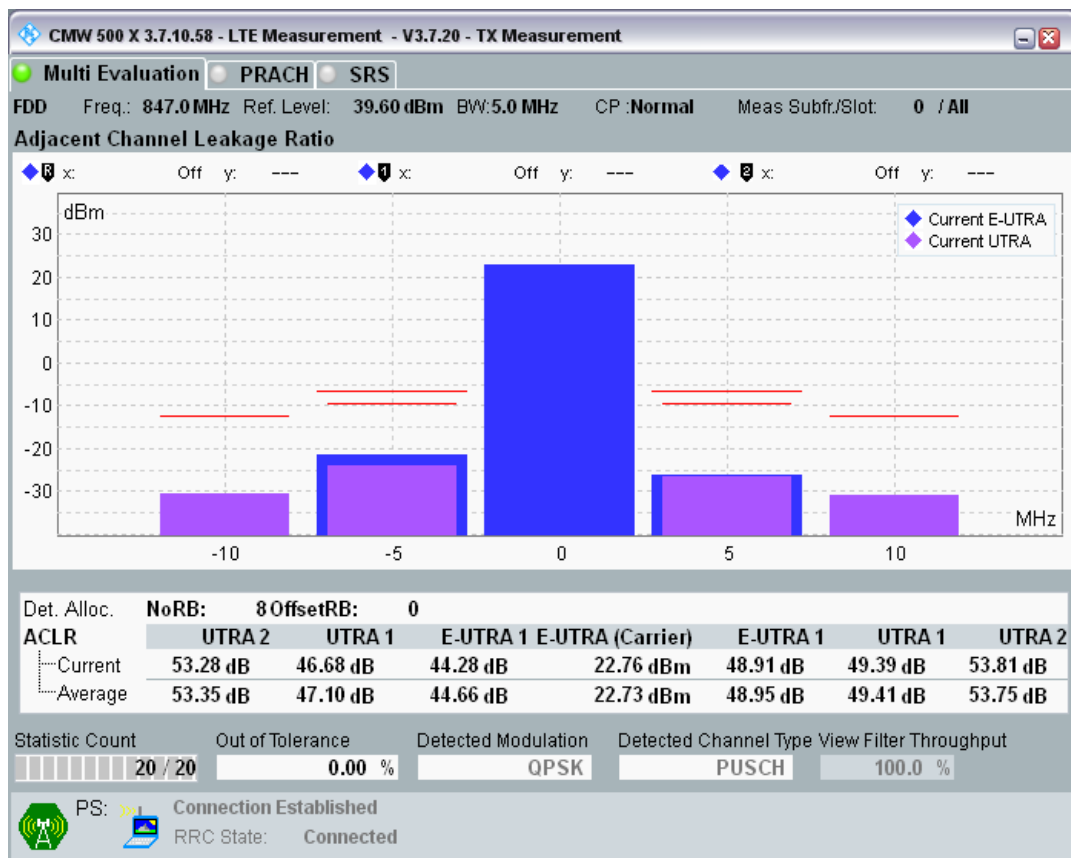 CMW 500 X 3.7.10.58 - LTE Measurement - V3.7.20 - TX Measurement
Multi Evaluation PRACH SRS
FDD Freq.: 847.0 MHz Ref. Level: 39.60 dBm BW:5.0 MHz CP :Normal Meas Subfr./Slot: 0 / All
Adjacent Channel Leakage Ratio
R x: Off y: --- 1 x: Off y: --- 2 x: Off y: ---
dBm
Current E-UTRA
Current UTRA
30
20
10
0
-10
-20
-30
MHz
-10 -5 0 5 10
Det. Alloc. NoRB: 8 OffsetRB: 0
ACLR UTRA 2 UTRA 1 E-UTRA 1 E-UTRA (Carrier) E-UTRA 1 UTRA 1 UTRA 2
Current 53.28 dB 46.68 dB 44.28 dB 22.76 dBm 48.91 dB 49.39 dB 53.81 dB
Average 53.35 dB 47.10 dB 44.66 dB 22.73 dBm 48.95 dB 49.41 dB 53.75 dB
Statistic Count Out of Tolerance Detected Modulation Detected Channel Type View Filter Throughput
20 / 20 0.00 % QPSK PUSCH 100.0 %
PS: Connection Established
RRC State: Connected